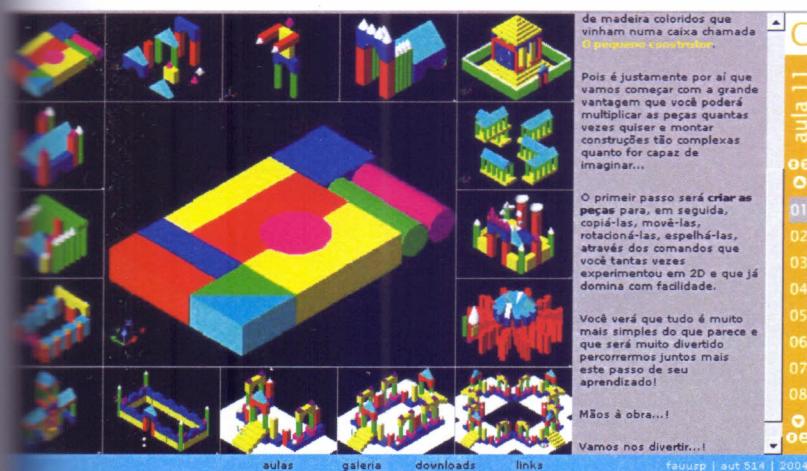 de madeira coloridos que
vinham numa caixa chamada
O pequeno construtor.
Pois é justamente por aí que
vamos começar com a grande
vantagem que você poderá
multiplicar as peças quantas
vezes quiser e montar
construções tão complexas
quanto for capaz de
imaginar...
O primeir passo será criar as
peças para, em seguida,
copiá-las, movê-las,
rotacioná-las, espelhá-las,
através dos comandos que
você tantas vezes
experimentou em 2D e que já
domina com facilidade.
Você verá que tudo é muito
mais simples do que parece e
que será muito divertido
percorrermos juntos mais
este passo de seu
aprendizado!
Mãos à obra...!
Vamos nos divertir...!
aula 11
01
02
03
04
05
06
07
08
aulas galeria downloads links
fauusp | aut 514 | 2004